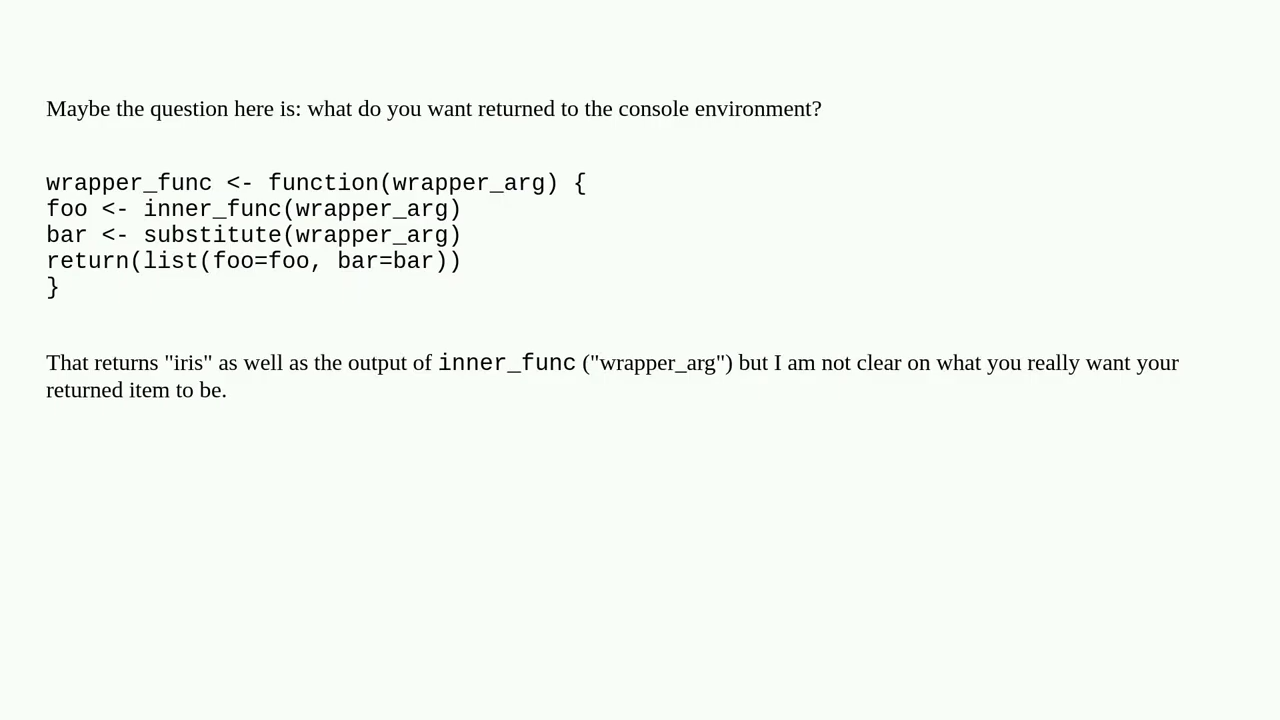 Maybe the question here is: what do you want returned to the console environment?
wrapper_func <- function(wrapper_arg) {
foo <- inner_func(wrapper_arg)
bar <- substitute(wrapper_arg)
return(list(foo=foo, bar=bar))
}
That returns "iris" as well as the output of inner_func ("wrapper_arg") but I am not clear on what you really want your
returned item to be.